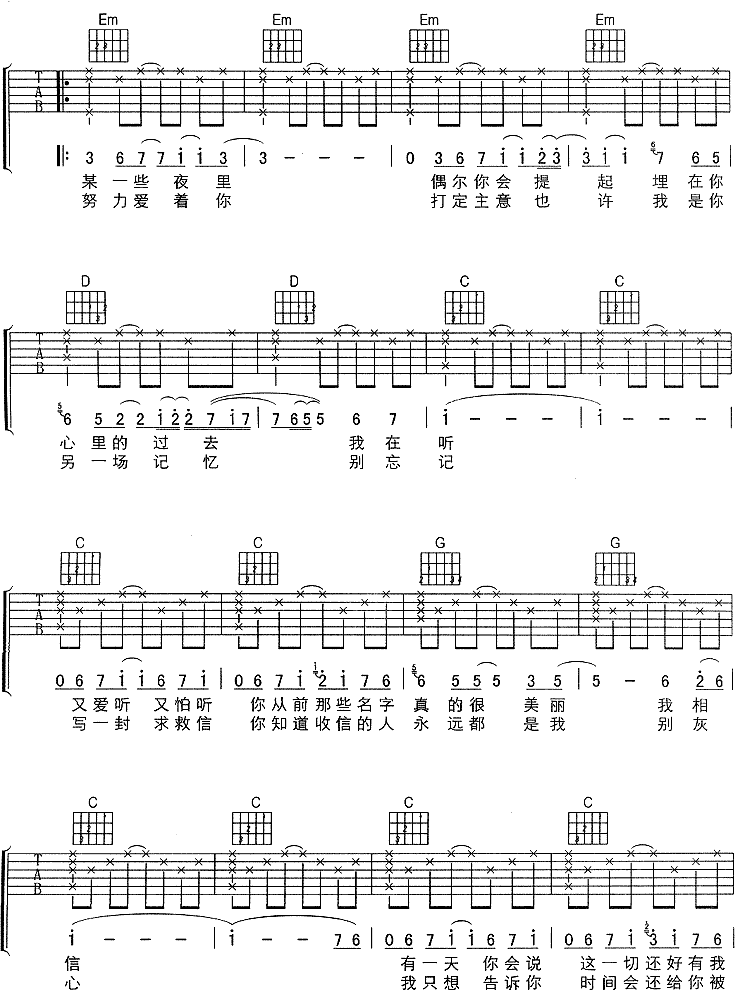 Em Em Em Em
T
A
B
3 6 7 7 i i 3 | 3 - - - | 0 3 6 7 i i 2 3 | 3 i i 7 6 5
某一些夜里 偶尔你会提 起 埋在你
努力爱着你 打定主意也 许 我是你
D D C C
T
A
B
6 5 2 2 i 2 2 7 i 7 | 7 6 5 5 6 7 | i - - - | i - - -
心里的过去 我在听
另一场记忆 别忘记
C C G G
T
A
B
0 6 7 i i 6 7 i | 0 6 7 i 2 i 7 6 | 6 5 5 5 3 5 | 5 - 6 2 6
又爱听又怕听 你从前那些名字 真的很美丽 我相
写一封求救信 你知道收信的人 永远都是我 别灰
C C C C
T
A
B
i - - - | i - - 7 6 | 0 6 7 i i 6 7 i | 0 6 7 i 3 i 7 6
信 有一天你会说 这一切还好有我
心 我只想告诉你 时间会还给你被